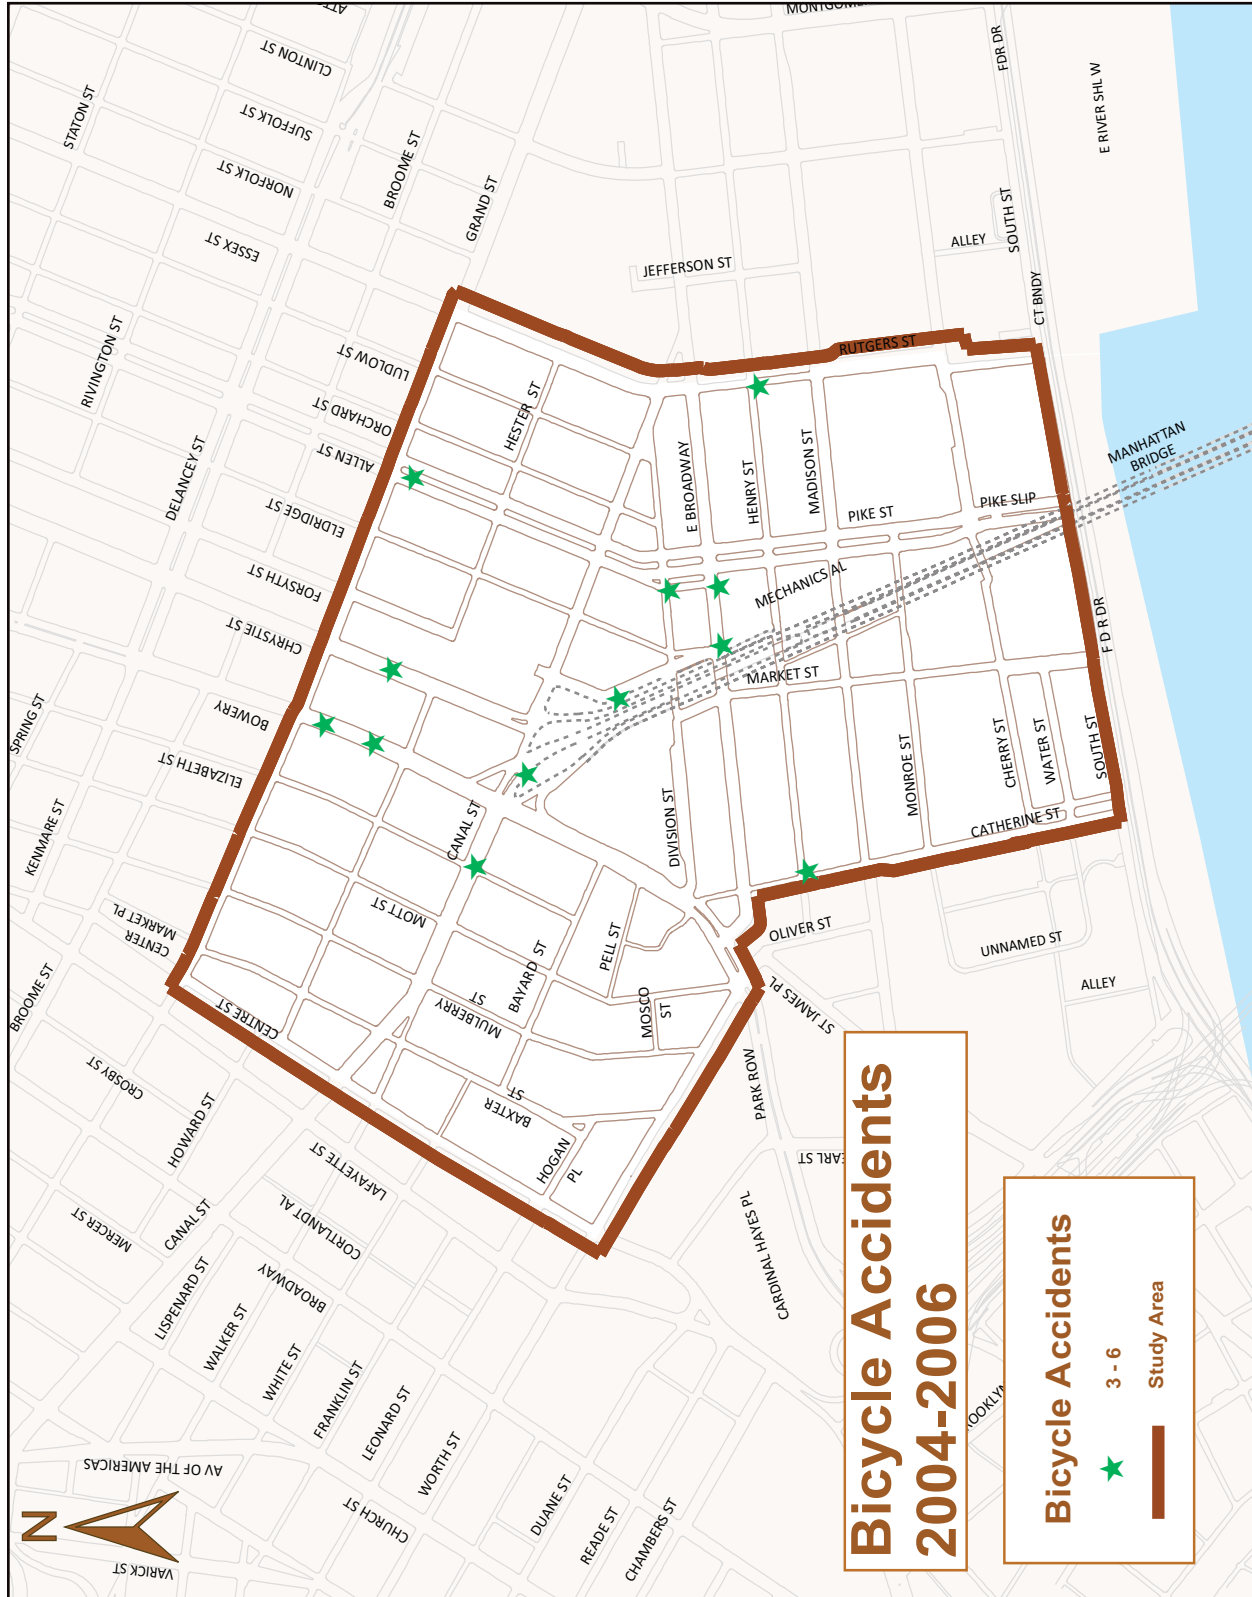 MONTGOM
CLINTON ST
STATON ST
SUFFOLK ST
NORFOLK ST
ESSEX ST
BROOME ST
GRAND ST
FDR DR
E RIVER SHL W
SOUTH ST
ALLEY
JEFFERSON ST
CT BNDY
RIVINGTON ST
LUDLOW ST
ORCHARD ST
ALLEN ST
DELANCEY ST
ELDRIDGE ST
FORSYTH ST
CHRYSTIE ST
BOWERY
ELIZABETH ST
SPRING ST
KENMARE ST
CENTER
MARKET PL
BROOME ST
RUTGERS ST
HESTER ST
E BROADWAY
HENRY ST
MADISON ST
PIKE ST
PIKE SLIP
MANHATTAN
BRIDGE
MECHANICS AL
MARKET ST
F D R DR
MONROE ST
CHERRY ST
WATER ST
SOUTH ST
CATHERINE ST
DIVISION ST
CANAL ST
MOTT ST
PELL ST
BAYARD ST
MULBERRY
ST
MOSCO
ST
CENTRE ST
BAXTER
ST
HOGAN
PL
OLIVER ST
UNNAMED ST
ALLEY
ST JAMES PL
PARK ROW
EARL ST
CARDINAL HAYES PL
CROSBY ST
HOWARD ST
LAFAYETTE ST
MERCER ST
CANAL ST
CORTLANDT AL
LISPENARD ST
BROADWAY
WALKER ST
WHITE ST
FRANKLIN ST
LEONARD ST
WORTH ST
AV OF THE AMERICAS
CHURCH ST
DUANE ST
READE ST
CHAMBERS ST
VARICK ST
N
ROOKLYN
Bicycle Accidents
2004-2006
Bicycle Accidents
3 - 6
Study Area